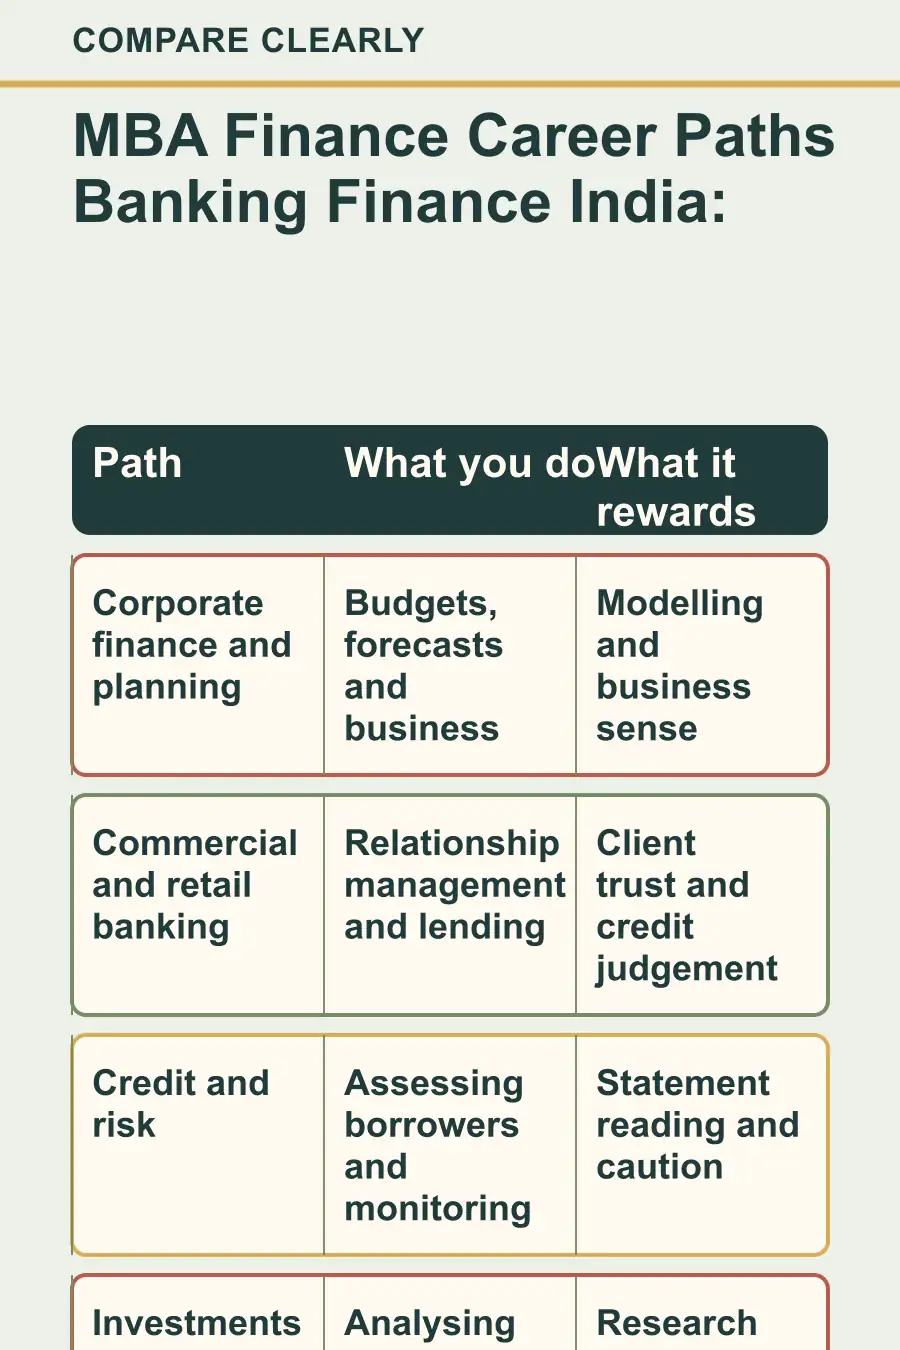 COMPARE CLEARLY
MBA Finance Career Paths
Banking Finance India:
Path
What you do
What it
rewards
Corporate
finance and
planning
Budgets,
forecasts
and
business
Modelling
and
business
sense
Commercial
and retail
banking
Relationship
management
and lending
Client
trust and
credit
judgement
Credit and
risk
Assessing
borrowers
and
monitoring
Statement
reading and
caution
Investments
Analysing
Research